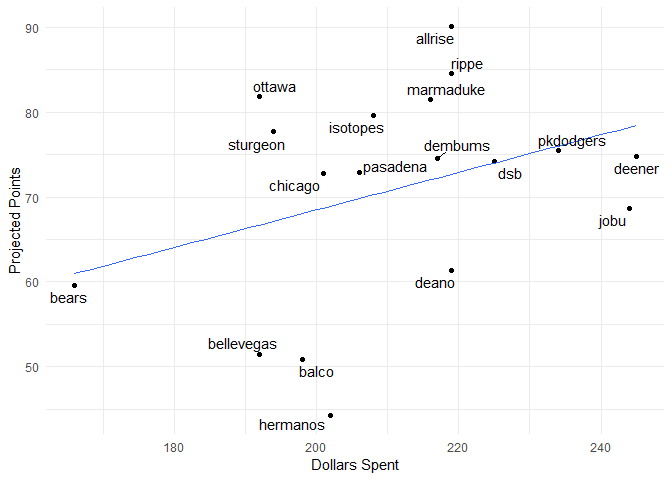 90
allrise
rippe
ottawa
marmaduke
80
isotopes
sturgeon
dembums
pkdodgers
pasadena
dsb
deener
chicago
70
jobu
Projected Points
deano
60
bears
bellevegas
balco
50
hermanos
180
200
220
240
Dollars Spent